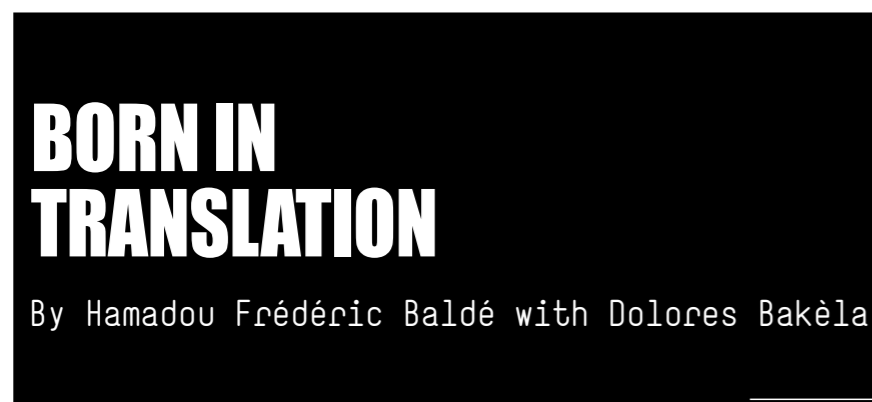 BORN IN
TRANSLATION
By Hamadou Frédéric Baldé with Dolores Bakèla